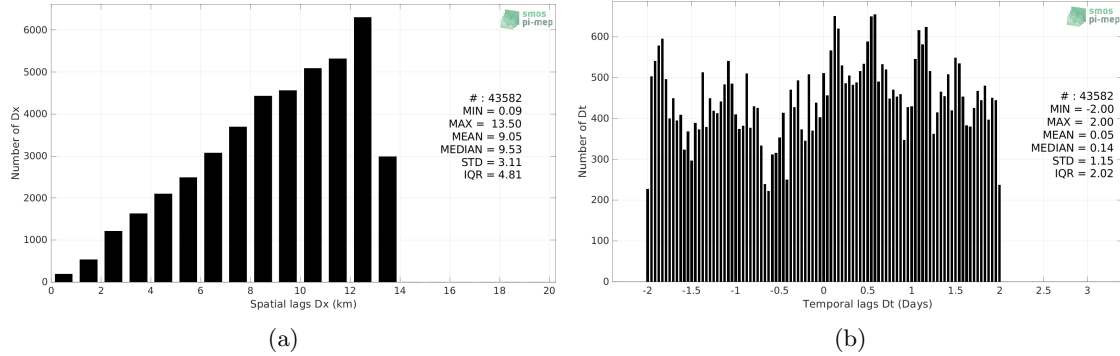 smos
pi-mep
6000
5000
4000
3000
2000
1000
0
Number of Dx
# : 43582
MIN = 0.09
MAX = 13.50
MEAN = 9.05
MEDIAN = 9.53
STD = 3.11
IQR = 4.81
0 2 4 6 8 10 12 14 16 18 20
Spatial lags Dx (km)
(a)
smos
pi-mep
600
500
400
300
200
100
0
Number of Dt
# : 43582
MIN = -2.00
MAX = 2.00
MEAN = 0.05
MEDIAN = 0.14
STD = 1.15
IQR = 2.02
-2 -1.5 -1 -0.5 0 0.5 1 1.5 2 2.5 3
Temporal lags Dt (Days)
(b)